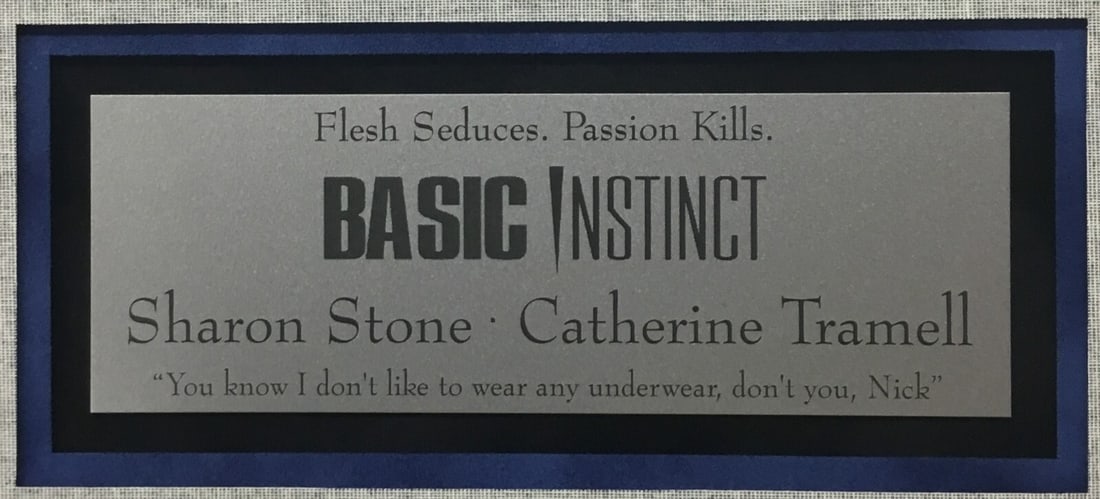 Flesh Seduces. Passion Kills.
BASIC INSTINCT
Sharon Stone · Catherine Tramell
“You know I don't like to wear any underwear, don't you, Nick”